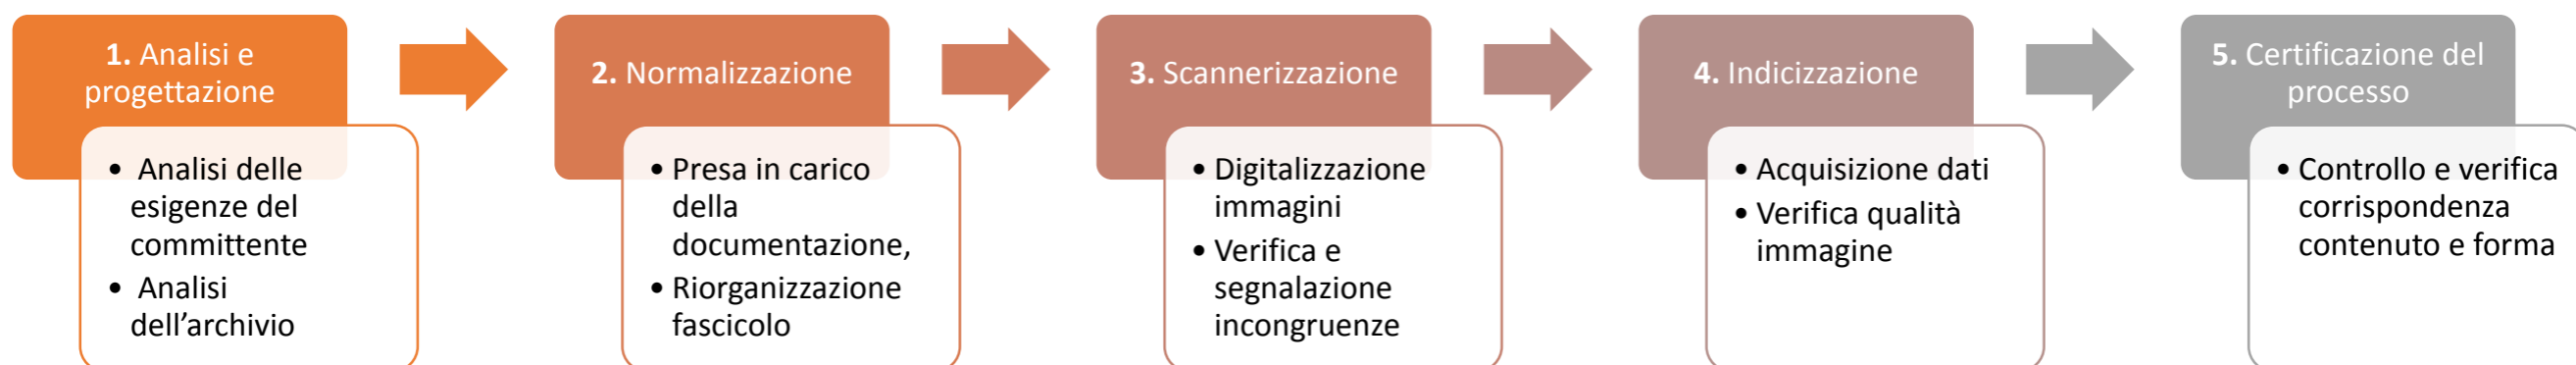 1. Analisi e
progettazione
• Analisi delle
esigenze del
committente
• Analisi
dell’archivio
2. Normalizzazione
• Presa in carico
della
documentazione,
• Riorganizzazione
fascicolo
3. Scannerizzazione
• Digitalizzazione
immagini
• Verifica e
segnalazione
incongruenze
4. Indicizzazione
• Acquisizione dati
• Verifica qualità
immagine
5. Certificazione del
processo
• Controllo e verifica
corrispondenza
contenuto e forma